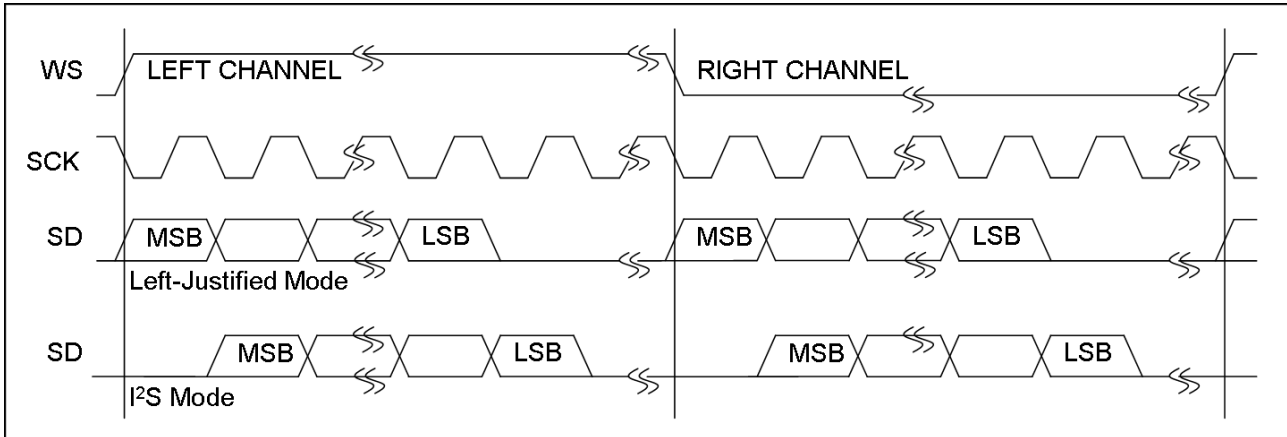 WS LEFT CHANNEL RIGHT CHANNEL
SCK
SD MSB LSB MSB LSB
Left-Justified Mode
SD MSB LSB MSB LSB
I²S Mode